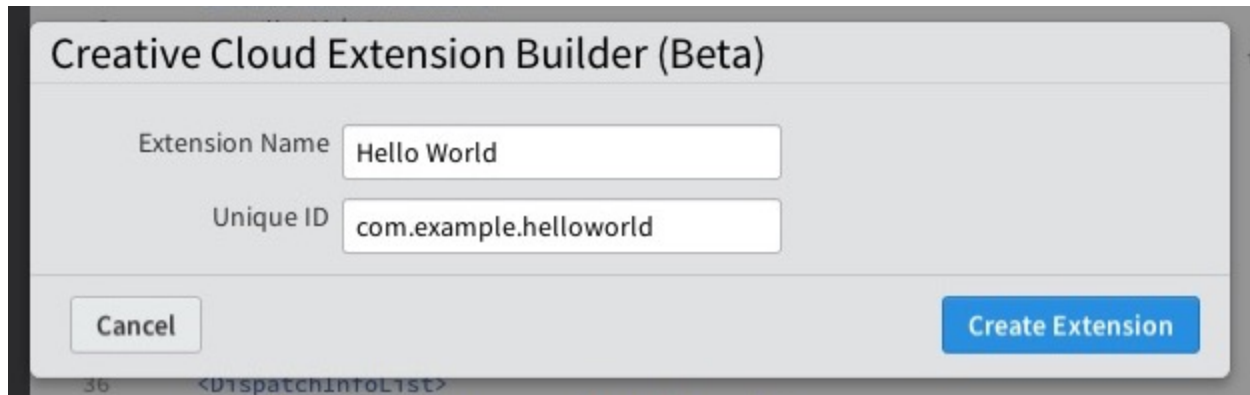 Creative Cloud Extension Builder (Beta)
Extension Name Hello World
Unique ID com.example.helloworld
Cancel Create Extension
36 <DispatchInfoList>